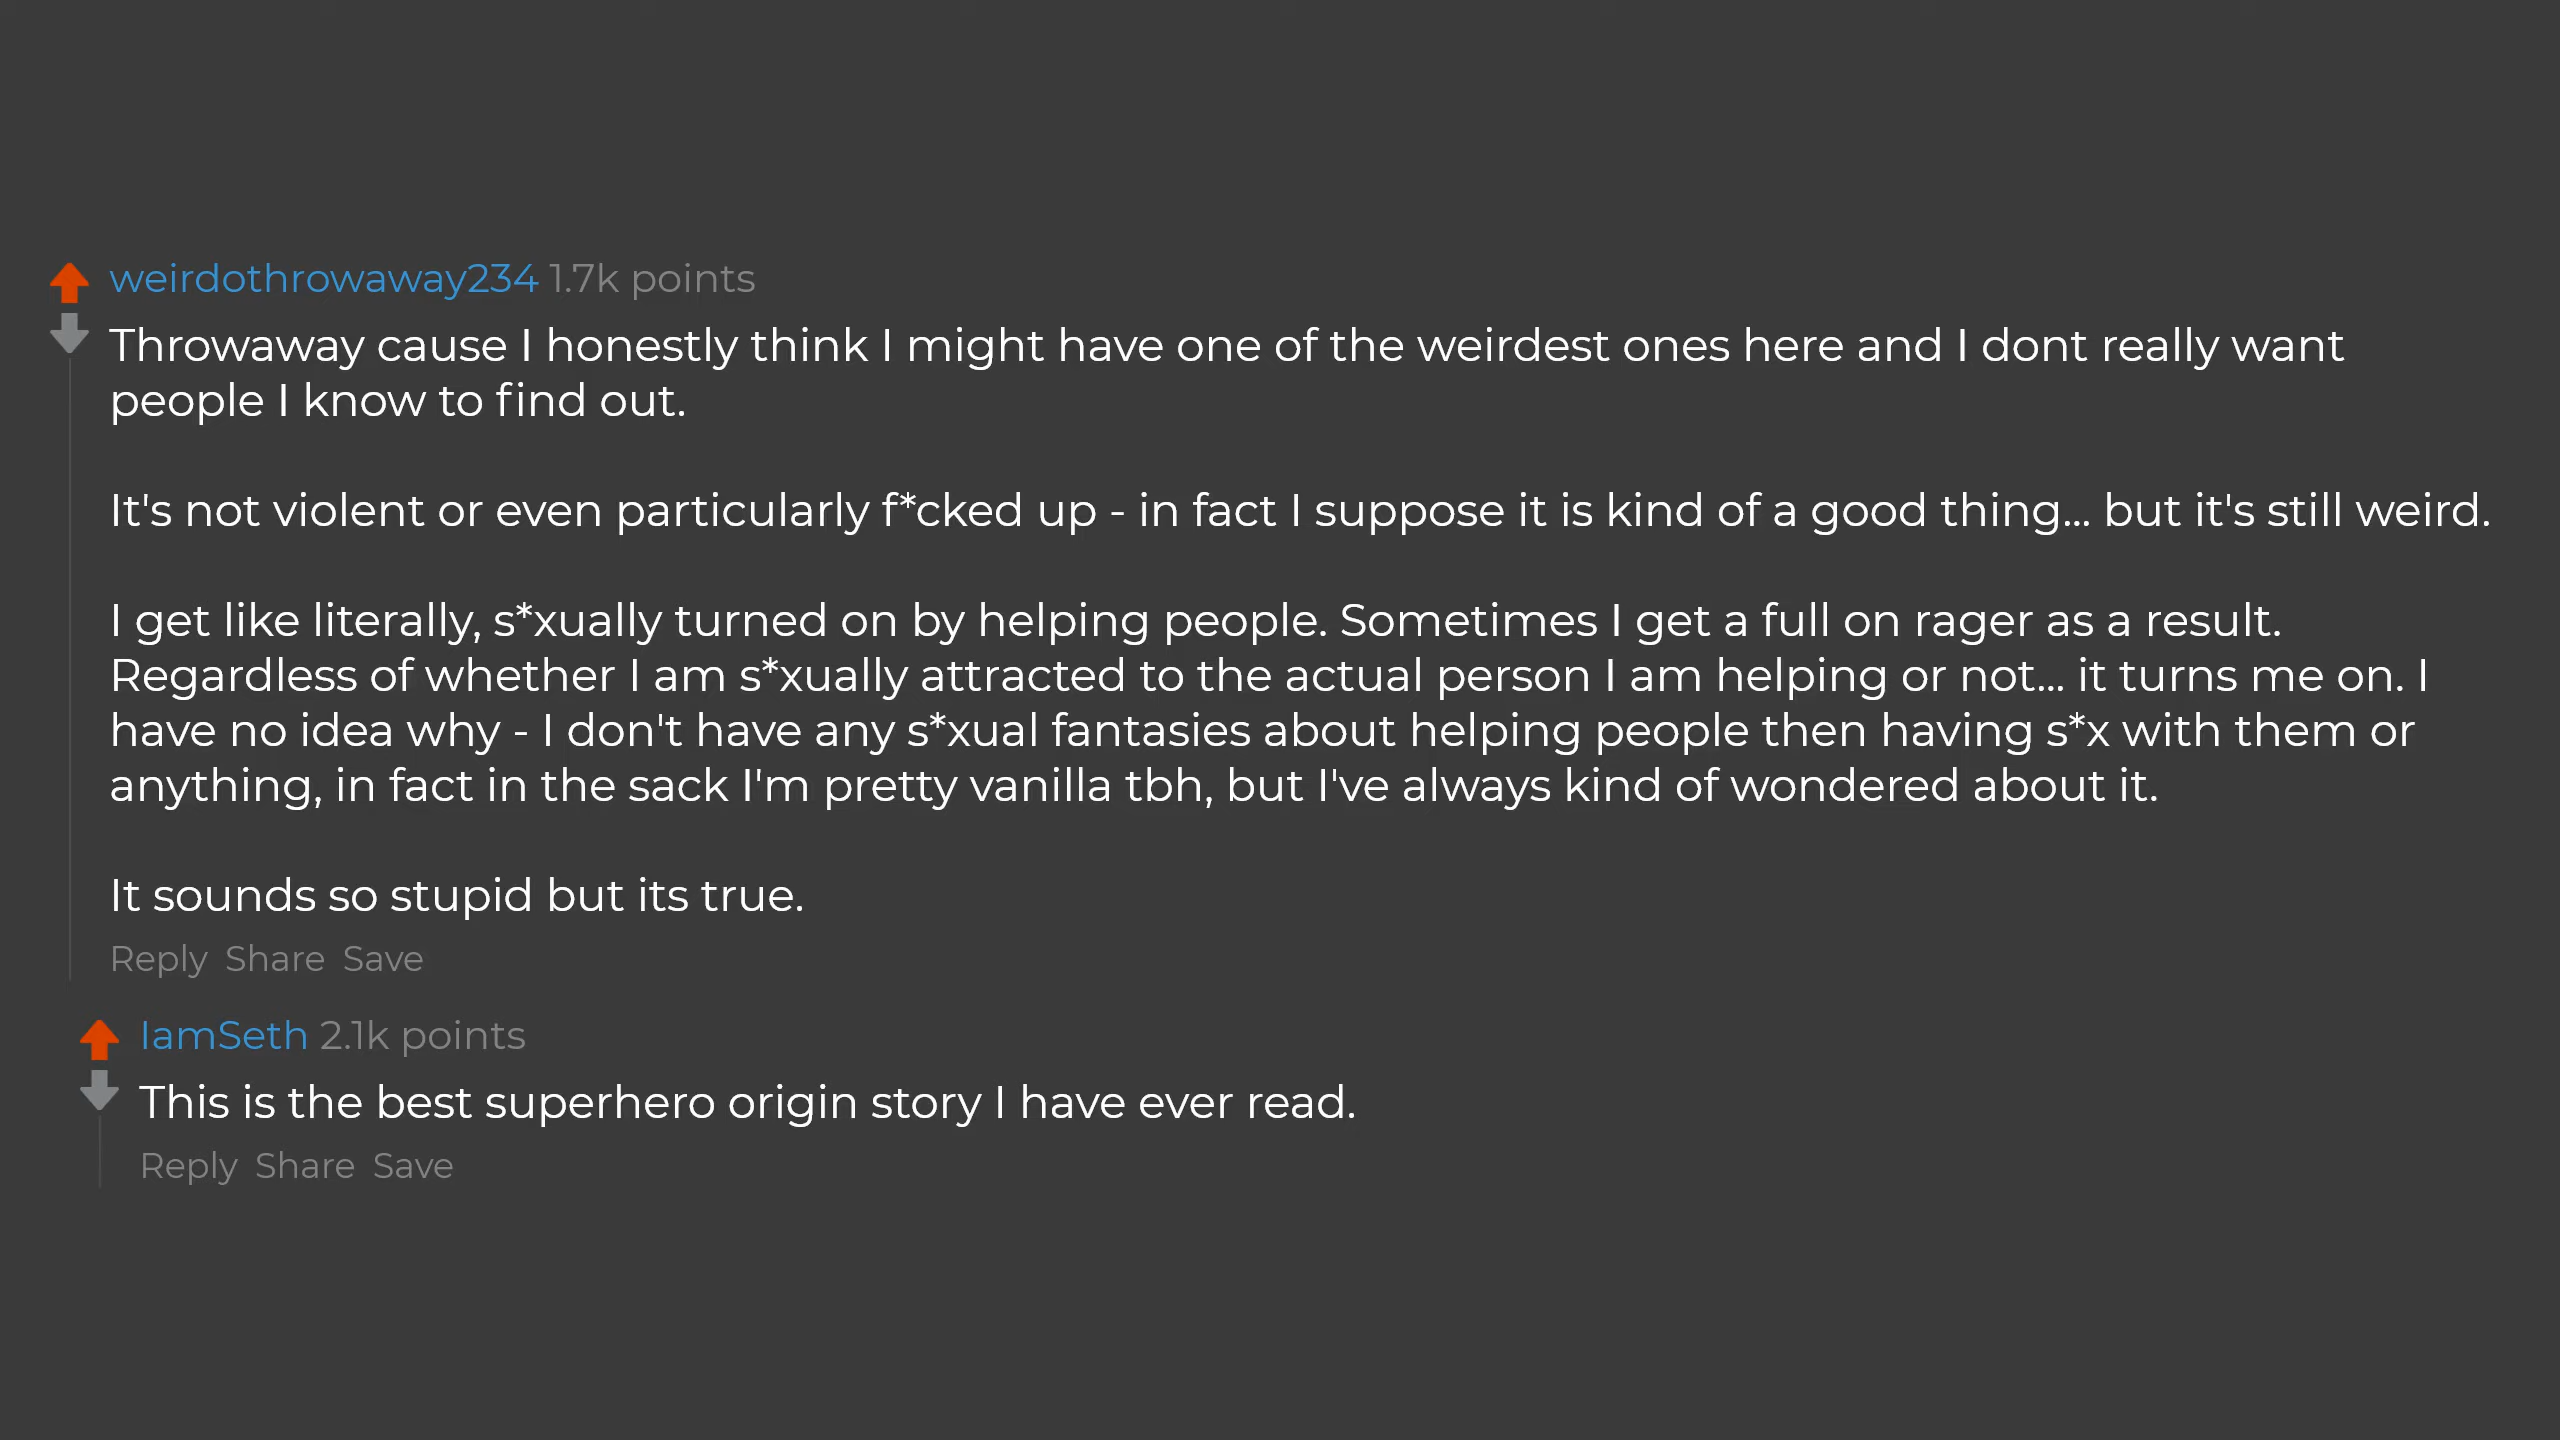 weirdothrowaway234 1.7k points
Throwaway cause I honestly think I might have one of the weirdest ones here and I dont really want
people I know to find out.
It's not violent or even particularly f*cked up - in fact I suppose it is kind of a good thing... but it's still weird.
I get like literally, s*xually turned on by helping people. Sometimes I get a full on rager as a result.
Regardless of whether I am s*xually attracted to the actual person I am helping or not... it turns me on. I
have no idea why - I don't have any s*xual fantasies about helping people then having s*x with them or
anything, in fact in the sack I'm pretty vanilla tbh, but I've always kind of wondered about it.
It sounds so stupid but its true.
Reply Share Save
IamSeth 2.1k points
This is the best superhero origin story I have ever read.
Reply Share Save